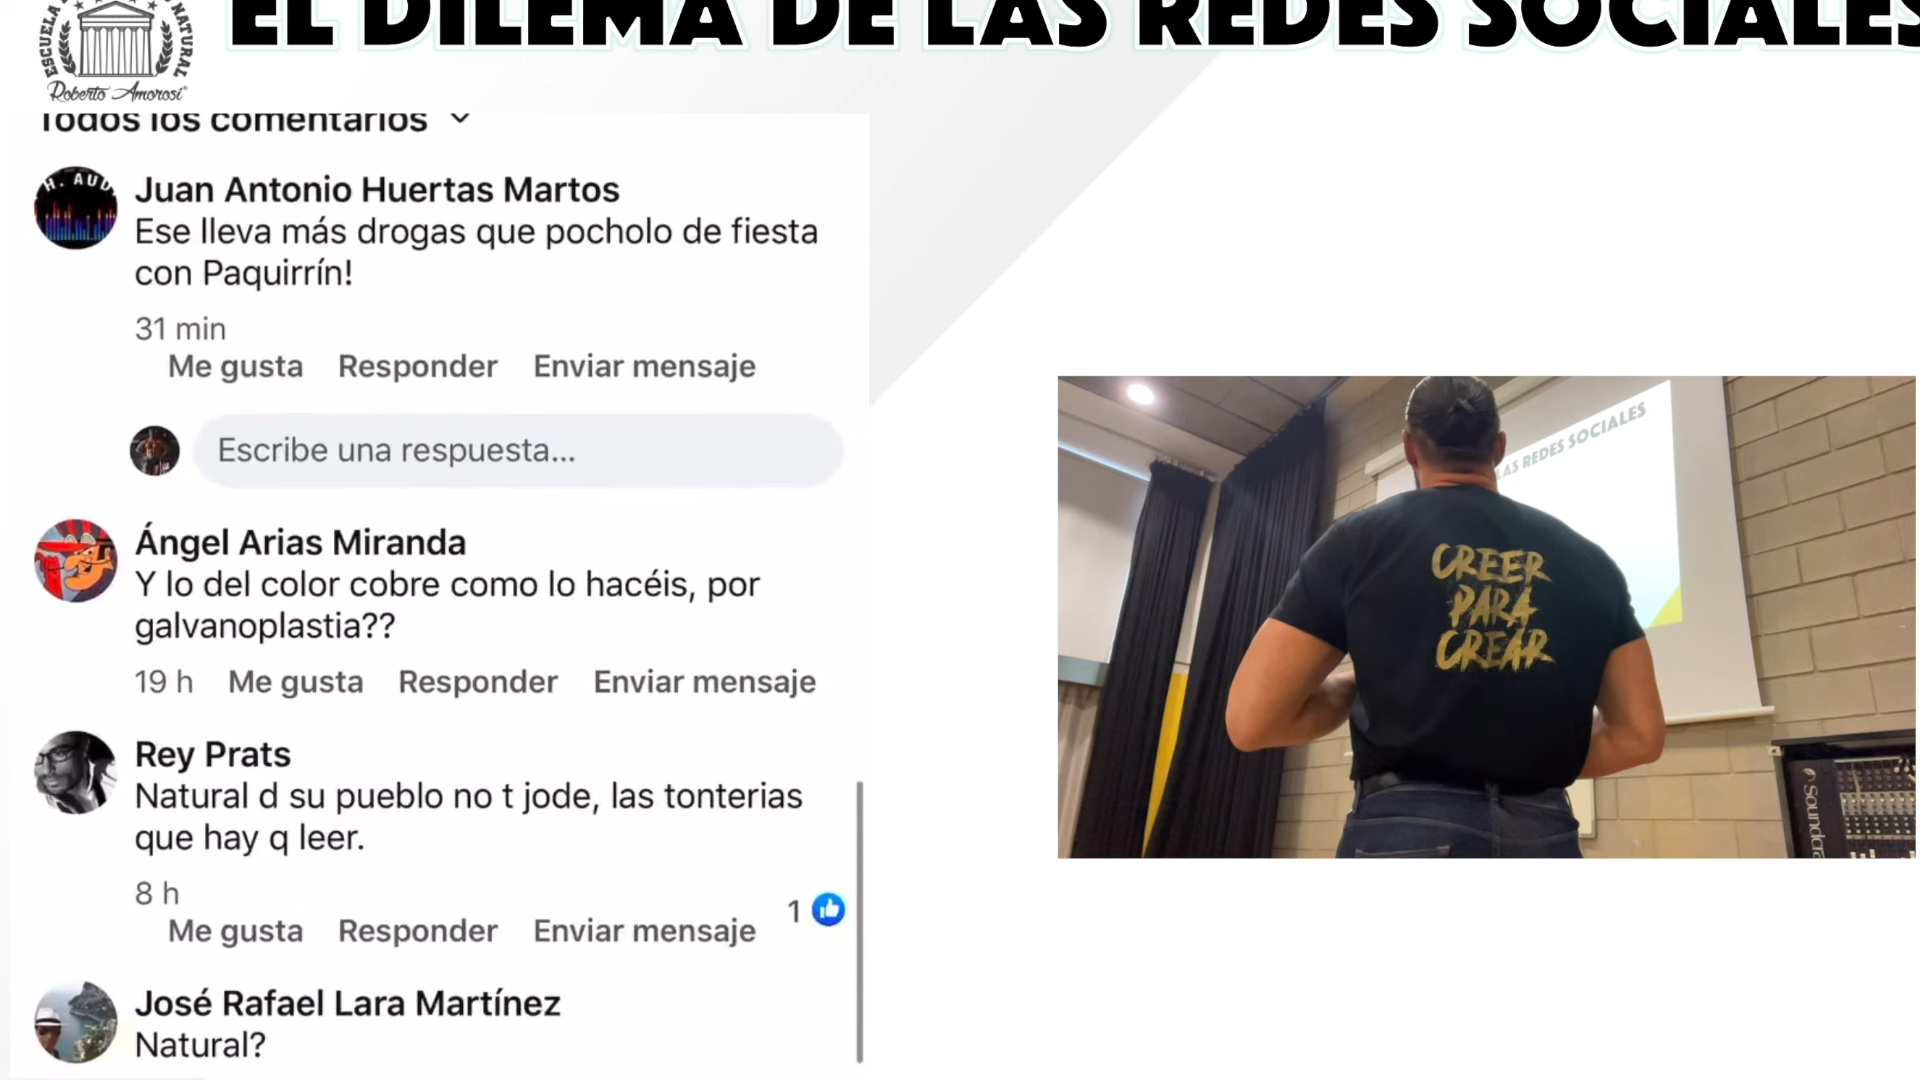 EL DILEMA DE LAS REDES SOCIALES
ESCUELA
NATURAL
Roberto Amorosi
Todos los comentarios
H. AUD
Juan Antonio Huertas Martos
Ese lleva más drogas que pocholo de fiesta
con Paquirrín!
31 min
Me gusta Responder Enviar mensaje
Escribe una respuesta...
Ángel Arias Miranda
Y lo del color cobre como lo hacéis, por
galvanoplastia??
19 h Me gusta Responder Enviar mensaje
Rey Prats
Natural d su pueblo no t jode, las tonterias
que hay q leer.
8 h
1
Me gusta Responder Enviar mensaje
José Rafael Lara Martínez
Natural?
LAS REDES SOCIALES
CREER
PARA
CREAR
Soundcra